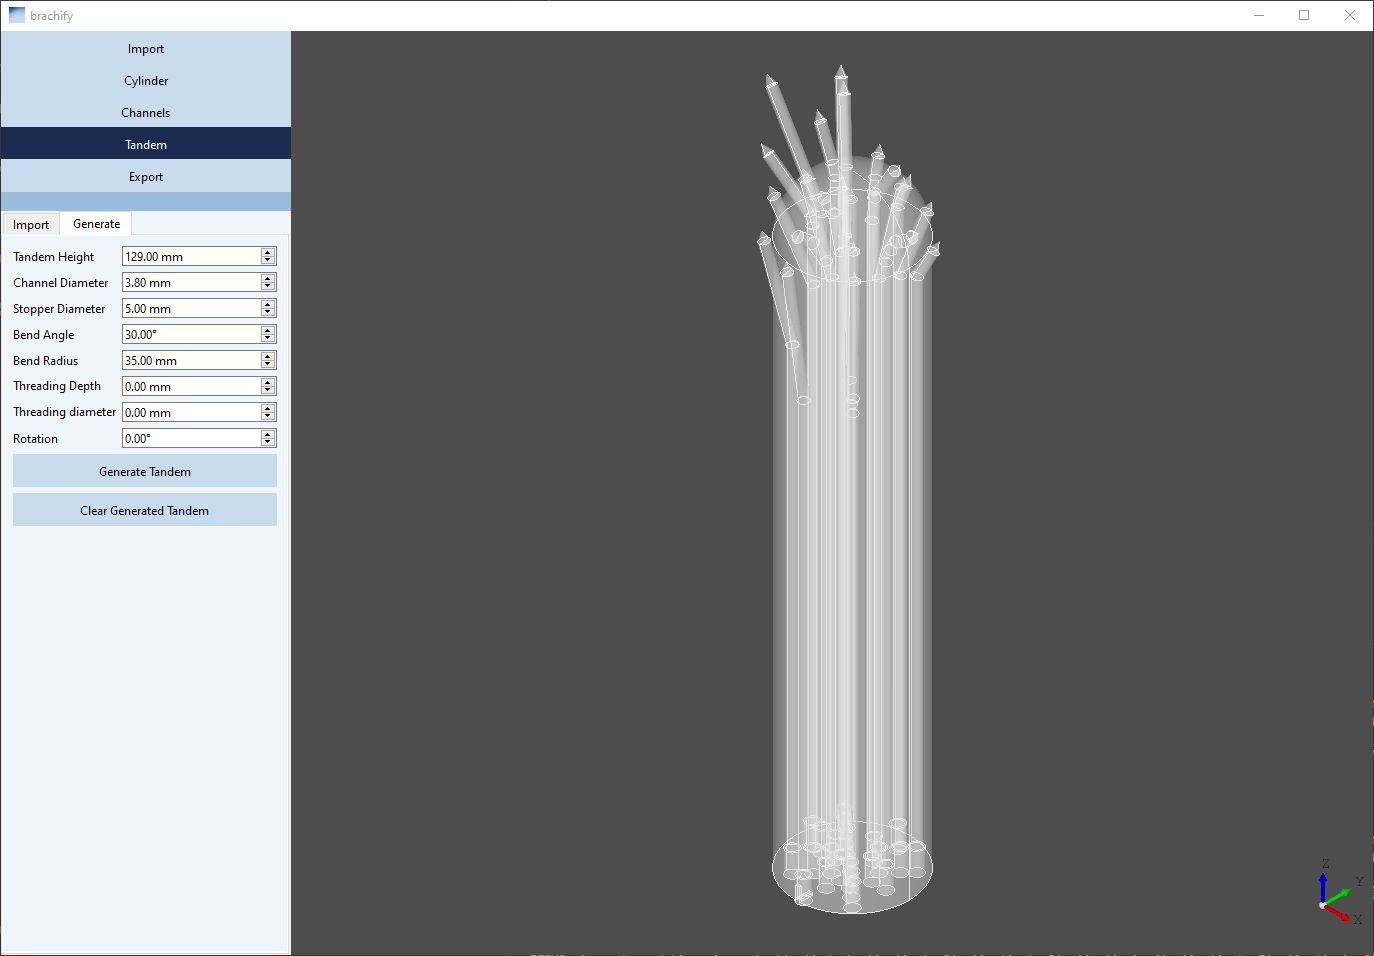 brachify
Import
Cylinder
Channels
Tandem
Export
Import Generate
Tandem Height 129.00 mm
Channel Diameter 3.80 mm
Stopper Diameter 5.00 mm
Bend Angle 30.00°
Bend Radius 35.00 mm
Threading Depth 0.00 mm
Threading diameter 0.00 mm
Rotation 0.00°
Generate Tandem
Clear Generated Tandem
Z
Y
X